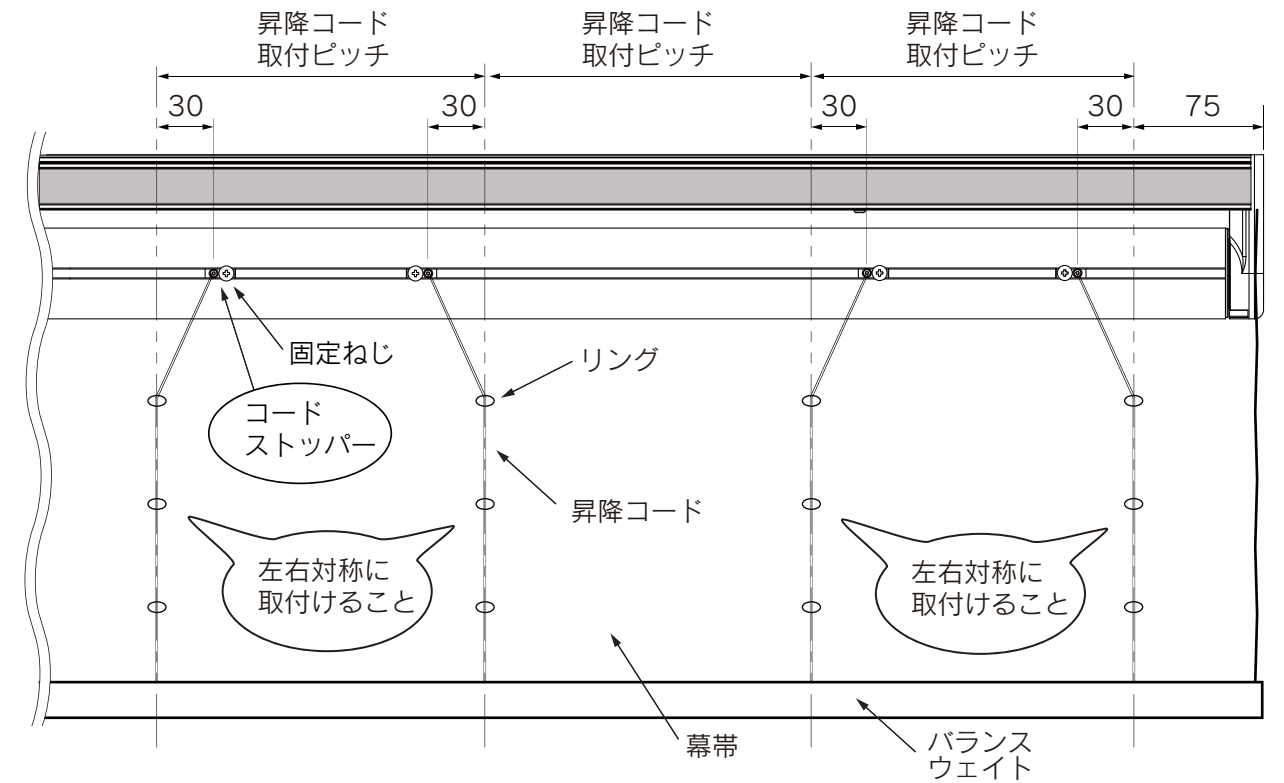 昇降コード
取付ピッチ
昇降コード
取付ピッチ
昇降コード
取付ピッチ
30
30
30
30
75
固定ねじ
リング
コード
ストッパー
昇降コード
左右対称に
取付けること
左右対称に
取付けること
幕帯
バランス
ウェイト